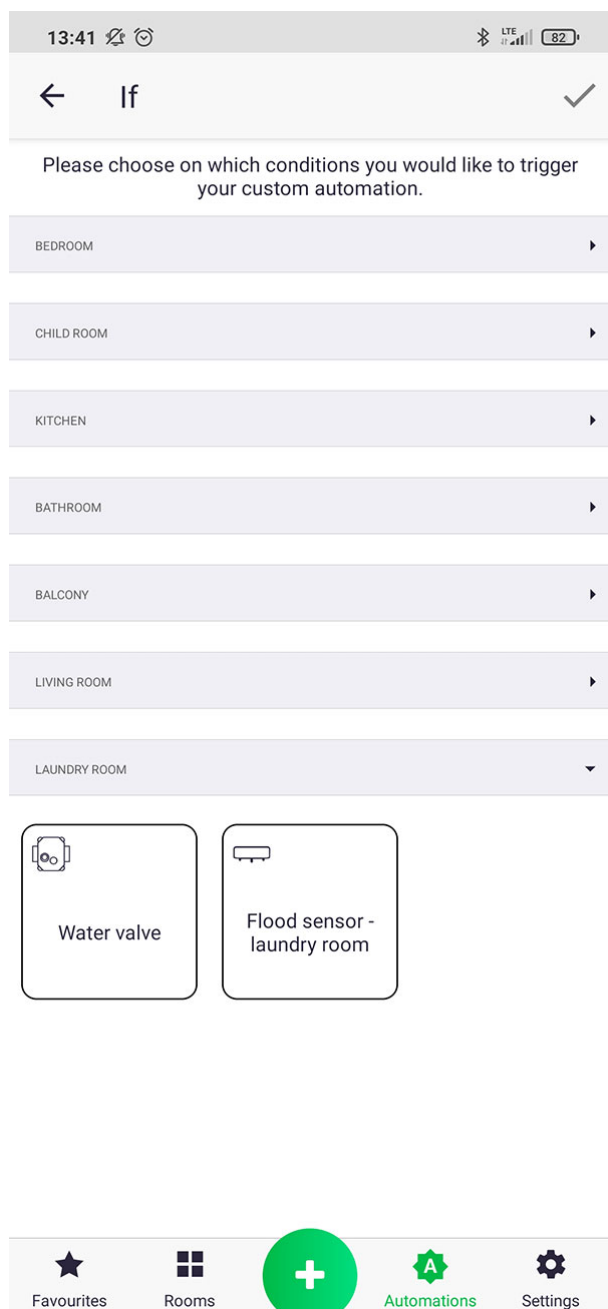 13:41
LTE
82
If
Please choose on which conditions you would like to trigger
your custom automation.
BEDROOM
CHILD ROOM
KITCHEN
BATHROOM
BALCONY
LIVING ROOM
LAUNDRY ROOM
Water valve
Flood sensor -
laundry room
A
Favourites
Rooms
Automations
Settings